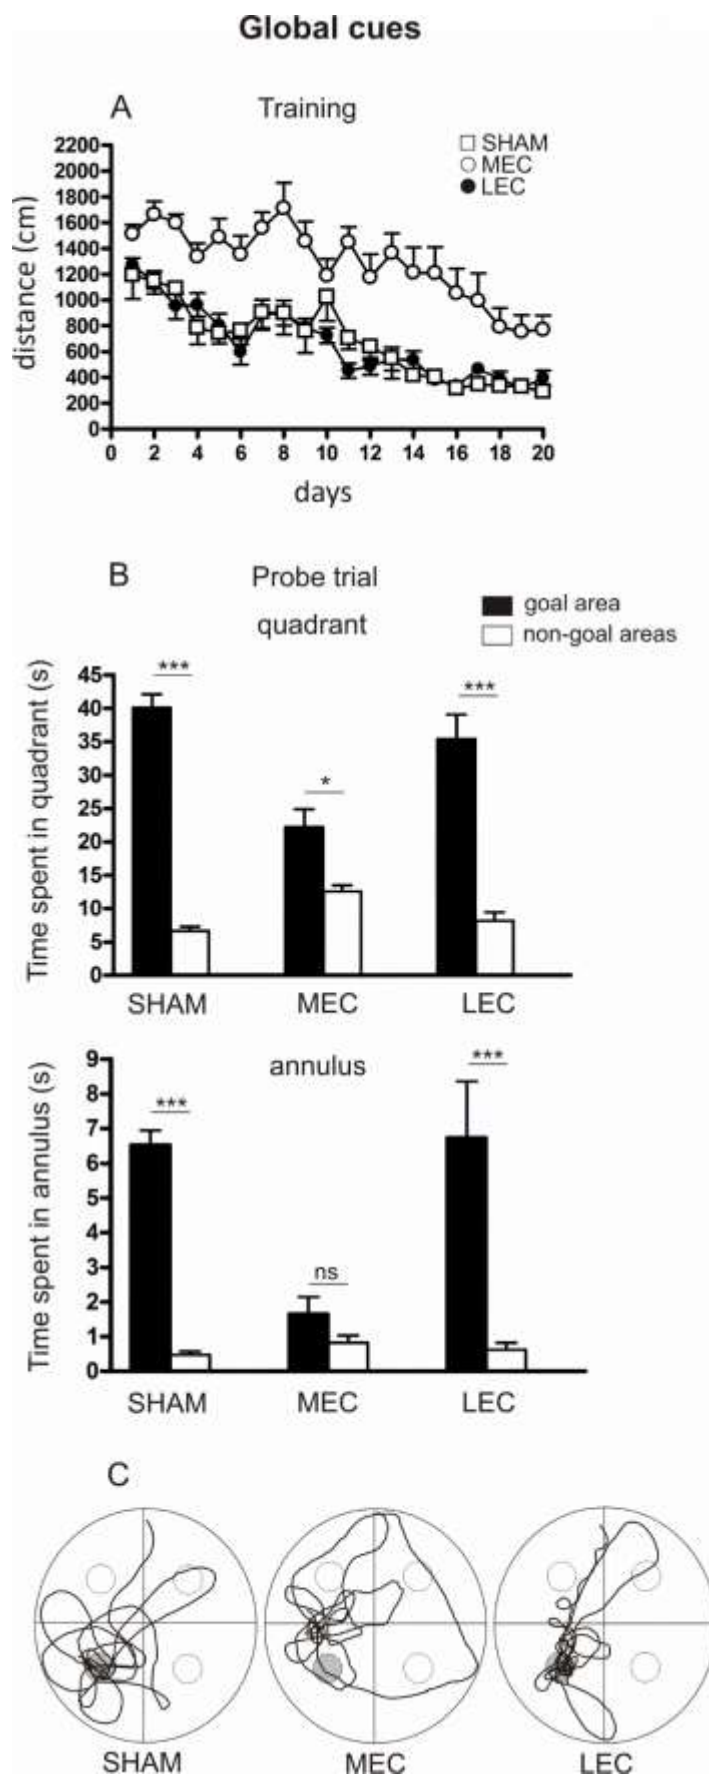 Global cues
A Training
SHAM
MEC
LEC
distance (cm)
2200
2000
1800
1600
1400
1200
1000
800
600
400
200
0
0 2 4 6 8 10 12 14 16 18 20
days
B Probe trial
quadrant
goal area
non-goal areas
Time spent in quadrant (s)
45
40
35
30
25
20
15
10
5
0
***
*
***
SHAM MEC LEC
annulus
Time spent in annulus (s)
9
8
7
6
5
4
3
2
1
0
***
ns
***
SHAM MEC LEC
C
SHAM MEC LEC